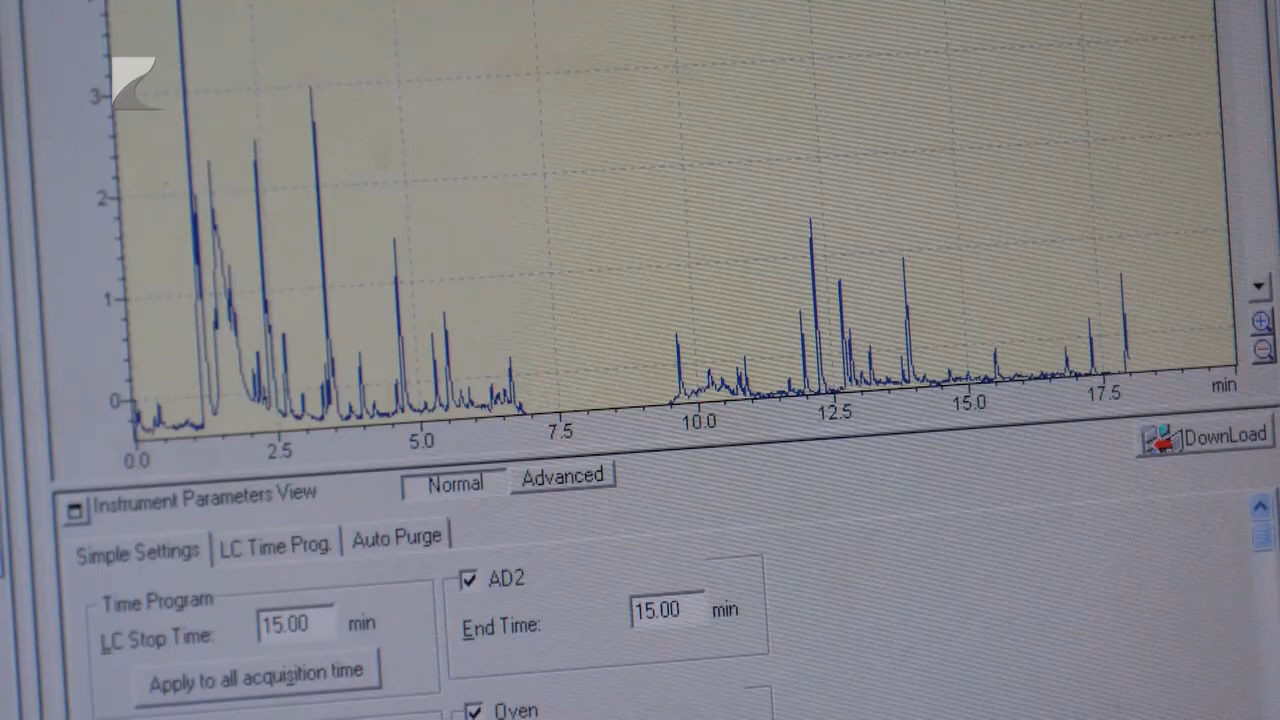 3
2
1
0
0.0 2.5 5.0 7.5 10.0 12.5 15.0 17.5 min
DownLoad
Instrument Parameters View Normal Advanced
Simple Settings LC Time Prog. Auto Purge
Time Program
LC Stop Time: 15.00 min
Apply to all acquisition time
AD2
End Time: 15.00 min
Oven